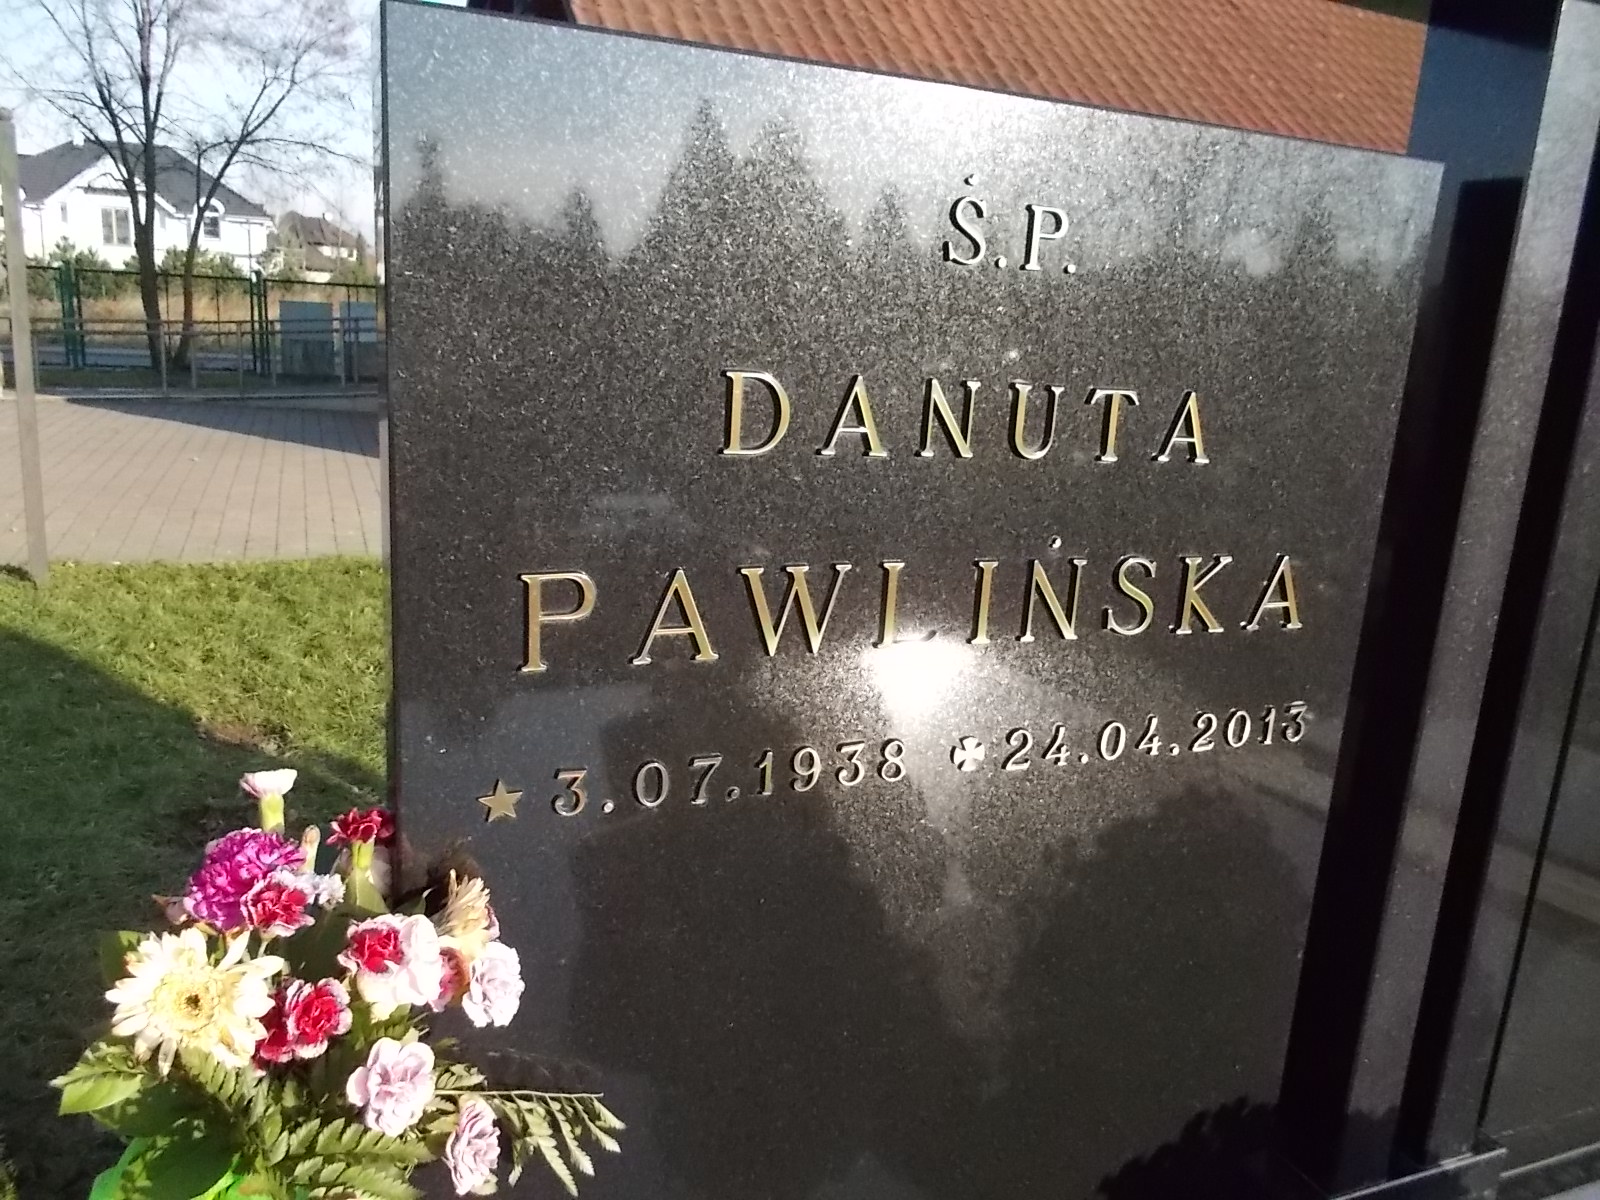 Ś.P.
DANUTA
PAWLIŃSKA
★ 3.07.1938 ✠ 24.04.2013